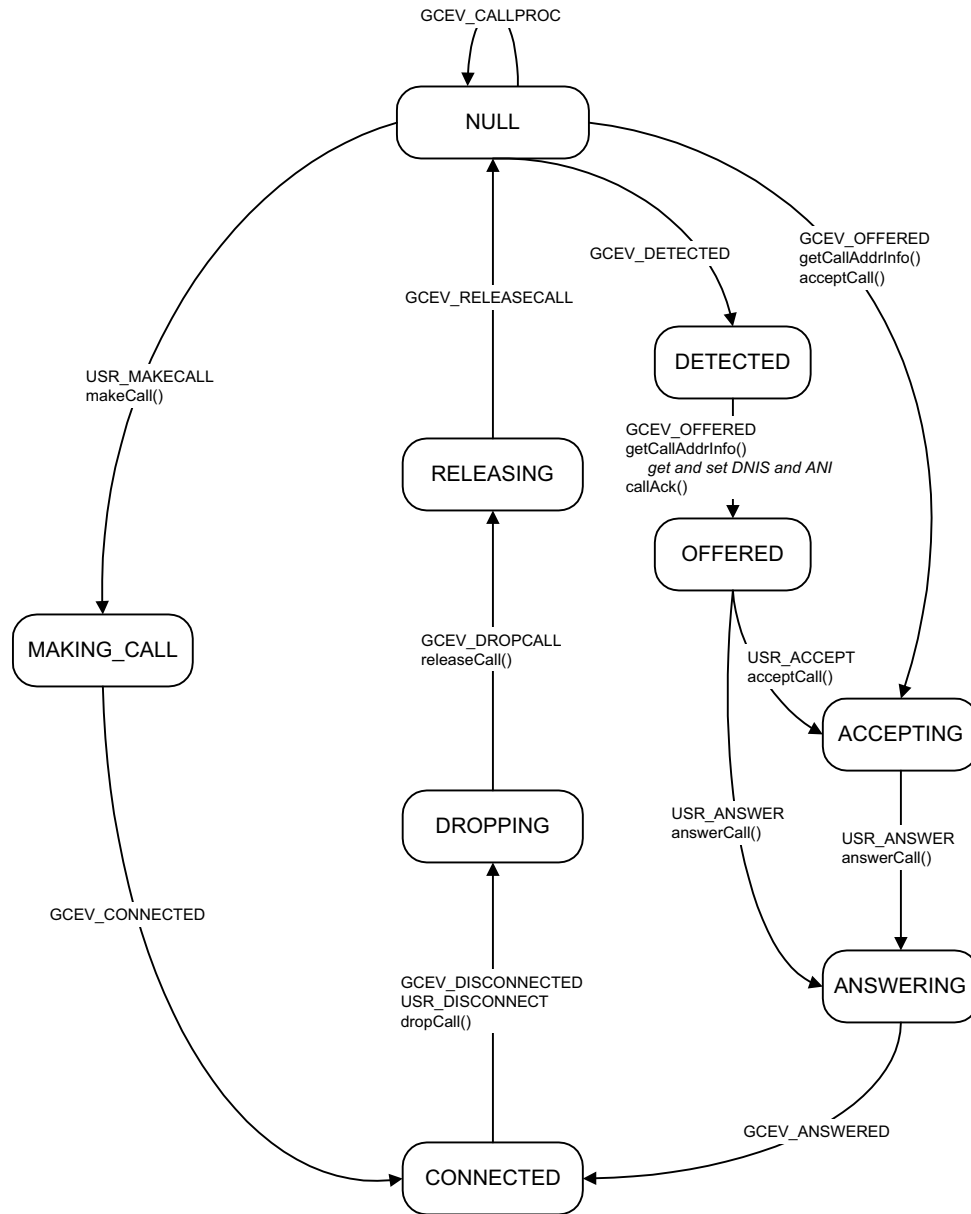 GCEV_CALLPROC
NULL
GCEV_OFFERED
getCallAddrInfo()
acceptCall()
GCEV_DETECTED
GCEV_RELEASECALL
DETECTED
USR_MAKECALL
makeCall()
GCEV_OFFERED
getCallAddrInfo()
get and set DNIS and ANI
callAck()
RELEASING
OFFERED
MAKING_CALL
GCEV_DROPCALL
releaseCall()
USR_ACCEPT
acceptCall()
ACCEPTING
DROPPING
USR_ANSWER
answerCall()
USR_ANSWER
answerCall()
GCEV_CONNECTED
GCEV_DISCONNECTED
USR_DISCONNECT
dropCall()
ANSWERING
GCEV_ANSWERED
CONNECTED